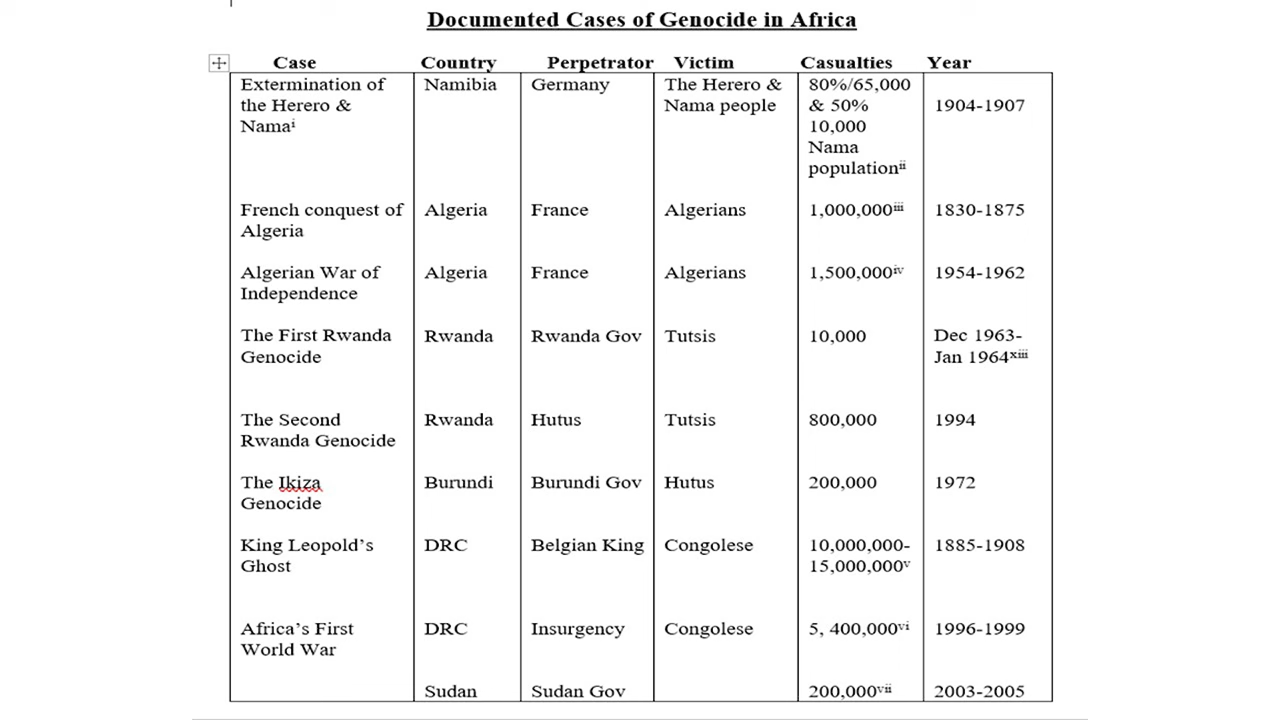 Documented Cases of Genocide in Africa
Case Country Perpetrator Victim Casualties Year
Extermination of Namibia Germany The Herero & 80%/65,000
the Herero & Nama people & 50% 1904-1907
Namaⁱ 10,000
Nama
populationⁱⁱ
French conquest of Algeria France Algerians 1,000,000ⁱⁱⁱ 1830-1875
Algeria
Algerian War of Algeria France Algerians 1,500,000ⁱᵛ 1954-1962
Independence
The First Rwanda Rwanda Rwanda Gov Tutsis 10,000 Dec 1963-
Genocide Jan 1964ˣⁱⁱⁱ
The Second Rwanda Hutus Tutsis 800,000 1994
Rwanda Genocide
The Ikiza Burundi Burundi Gov Hutus 200,000 1972
Genocide
King Leopold’s DRC Belgian King Congolese 10,000,000- 1885-1908
Ghost 15,000,000ᵛ
Africa’s First DRC Insurgency Congolese 5, 400,000ᵛⁱ 1996-1999
World War
Sudan Sudan Gov 200,000ᵛⁱⁱ 2003-2005